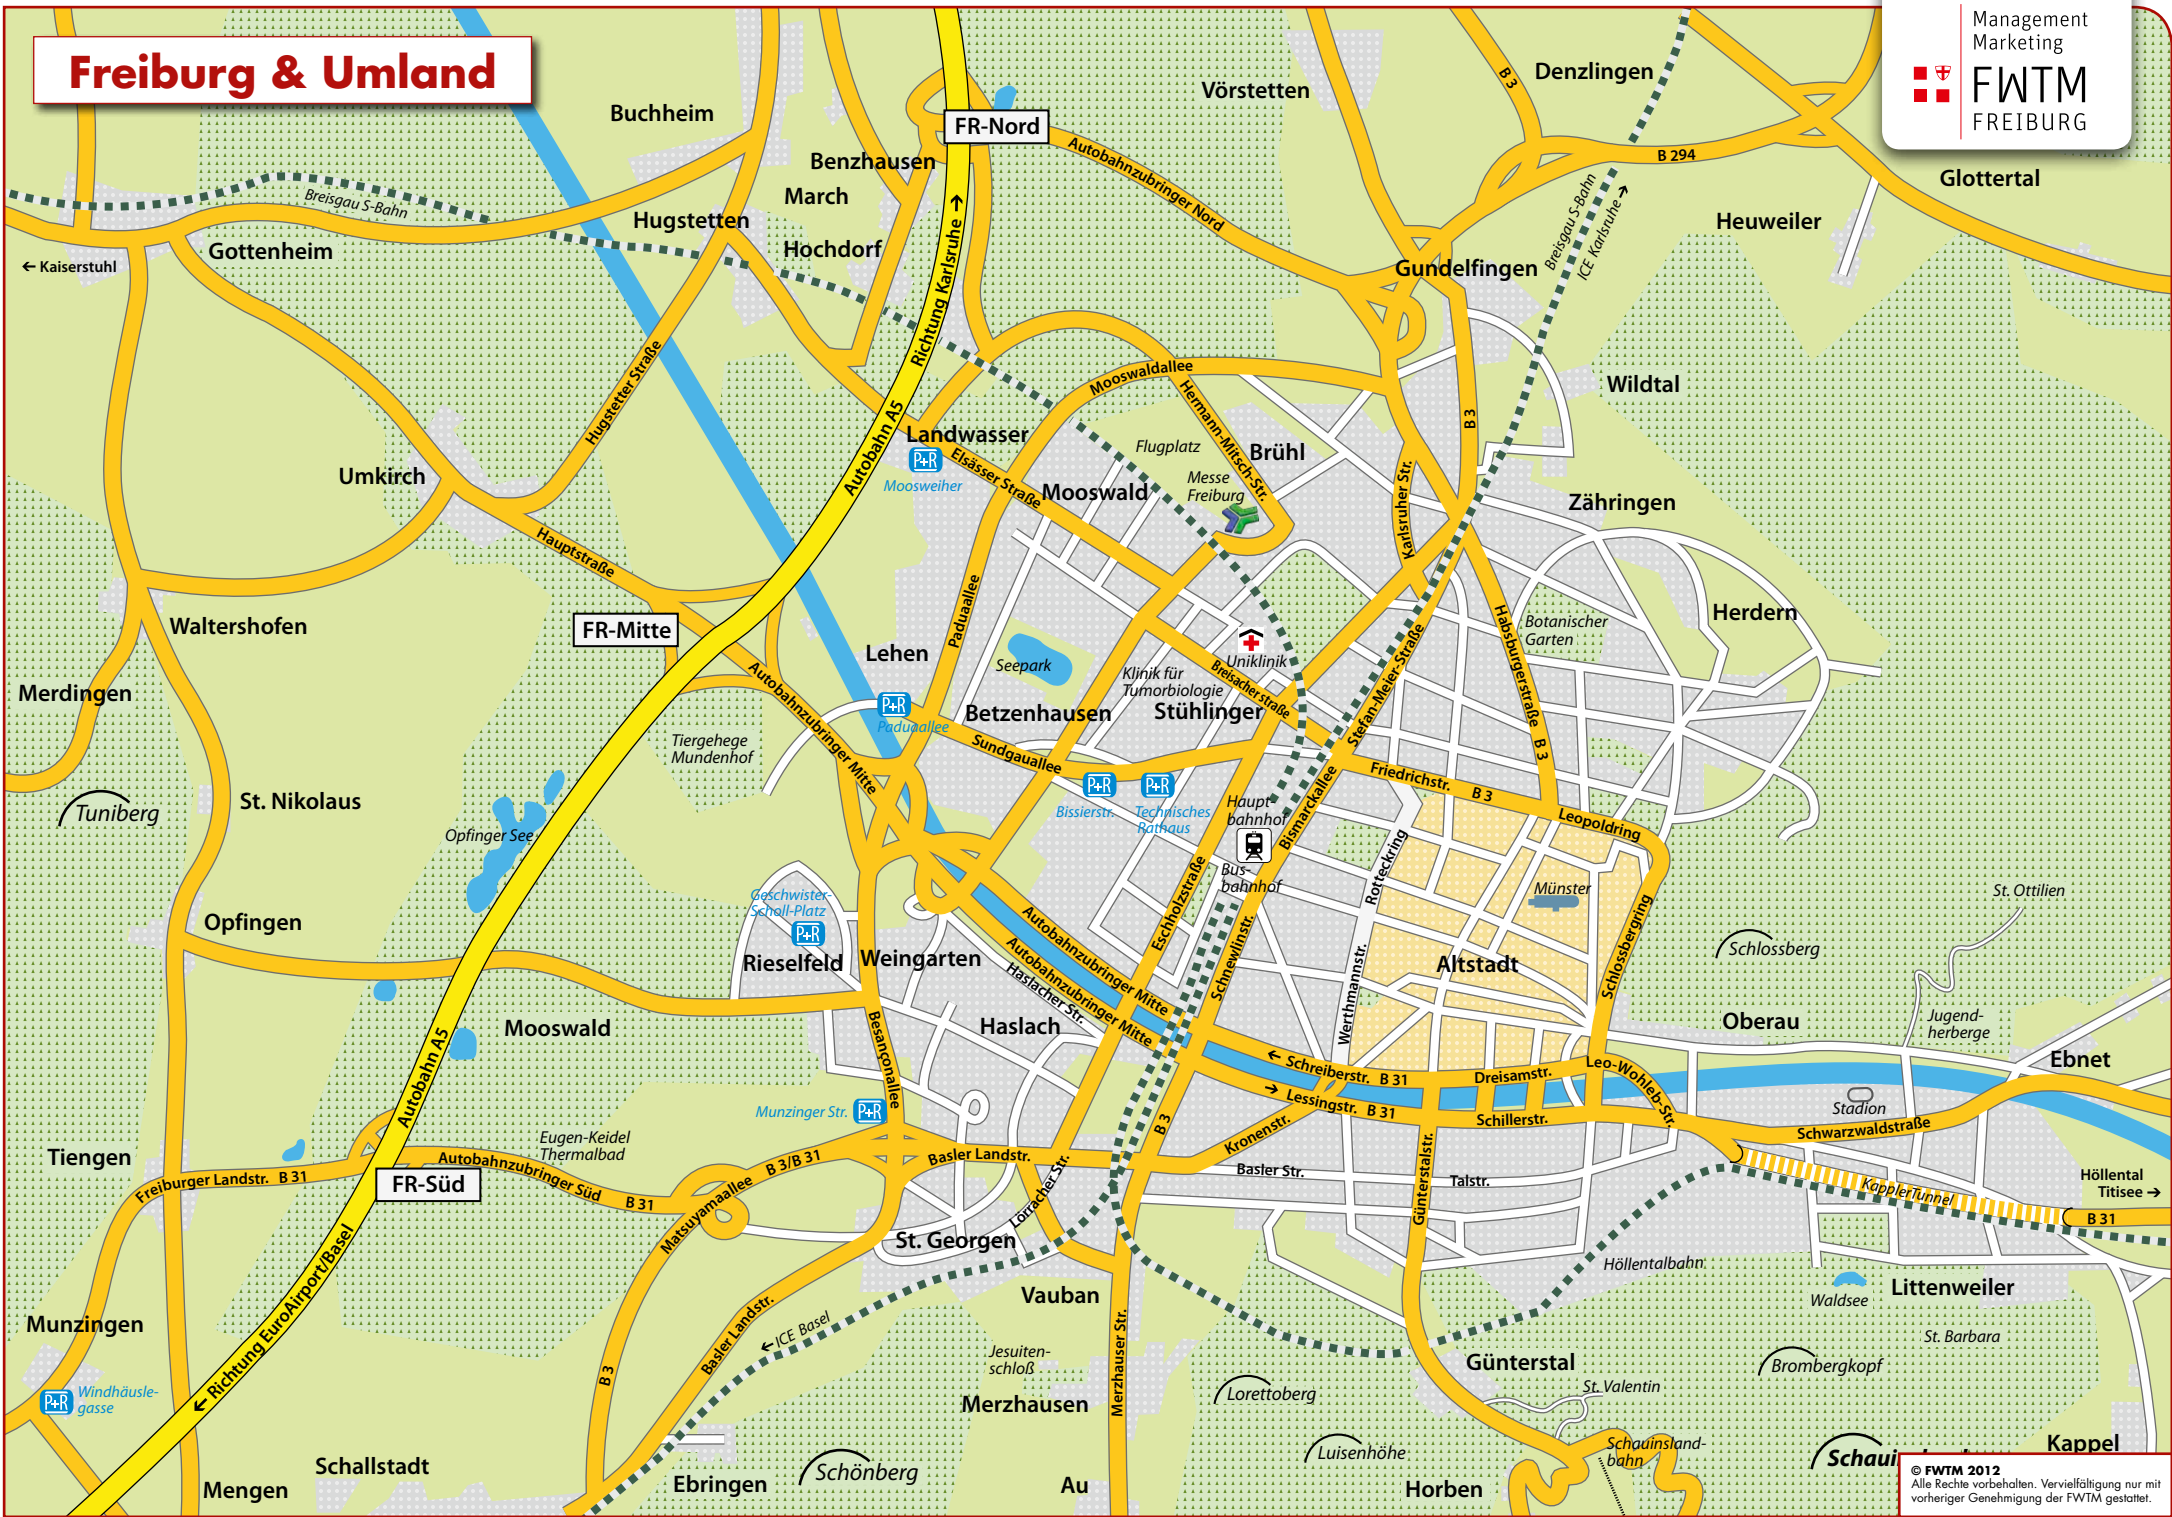 Freiburg & Umland
Management
Marketing
FWTM
FREIBURG
FR-Nord
Vörstetten
Denzlingen
B 3
B 294
Glottertal
Heuweiler
Buchheim
Benzhausen
March
Hugstetten
Hochdorf
Autobahnzubringer Nord
Breisgau S-Bahn
Gottenheim
← Kaiserstuhl
Breisgau S-Bahn
ICE Karlsruhe →
Gundelfingen
Richtung Karlsruhe →
Wildtal
Hugstetter Straße
Mooswaldallee
Hermann-Mitsch-Str.
B 3
Autobahn A5
Landwasser
P+R
Moosweiher
Elsässer Straße
Flugplatz
Brühl
Messe
Freiburg
Mooswald
Karlsruher Str.
Umkirch
Zähringen
Hauptstraße
Waltershofen
FR-Mitte
Paduaallee
Lehen
Seepark
Uniklinik
Klinik für
Tumorbiologie
Breisacher straße
Stühlinger
Stefan-Meier-Straße
Habsburgerstraße
B 3
Botanischer
Garten
Herdern
Merdingen
Autobahnzubringer Mitte
P+R
Paduaallee
Betzenhausen
Sundgauallee
Tiergehege
Mundenhof
P+R
Bissierstr.
P+R
Technisches
Rathaus
Haupt
bahnhof
Bismarckallee
Friedrichstr.
B 3
Leopoldring
Tuniberg
St. Nikolaus
Opfinger See
Rotteckring
Bus-
bahnhof
Münster
St. Ottilien
Geschwister-
Scholl-Platz
P+R
Rieselfeld
Weingarten
Opfingen
Eschholzstraße
Autobahnzubringer Mitte
Autobahnzubringer Mitte
Haslacher Str.
Schnewlinstr.
Altstadt
Schlossbergring
Schlossberg
Werthmannstr.
Mooswald
Haslach
Besançonallee
Oberau
Jugend-
herberge
Ebnet
Autobahn A5
← Schreiberstr. B 31
Dreisamstr.
Leo-Wohleb-Str.
→ Lessingstr. B 31
Schillerstr.
Stadion
Schwarzwaldstraße
Munzinger Str.
P+R
Eugen-Keidel
Thermalbad
Tiengen
Freiburger Landstr. B 31
FR-Süd
Autobahnzubringer Süd
B 31
Matsuyamaallee
B 3/B 31
Basler Landstr.
B 3
Kronenstr.
Basler Str.
Talstr.
Günterstalstr.
KapplerTunnel
Höllental
Titisee →
B 31
Lörracher Str.
St. Georgen
Höllentalbahn
Vauban
Waldsee
Littenweiler
St. Barbara
Munzingen
← Richtung EuroAirport/Basel
← ICE Basel
Basler Landstr.
B 3
Jesuiten-
schloß
Merzhauser Str.
Günterstal
Brombergkopf
St. Valentin
P+R
Windhäusle-
gasse
Merzhausen
Lorettoberg
Luisenhöhe
Schauinsland-
bahn
Kappel
Schallstadt
Mengen
Ebringen
Schönberg
Au
Horben
© FWTM 2012
Alle Rechte vorbehalten. Vervielfältigung nur mit
vorheriger Genehmigung der FWTM gestattet.